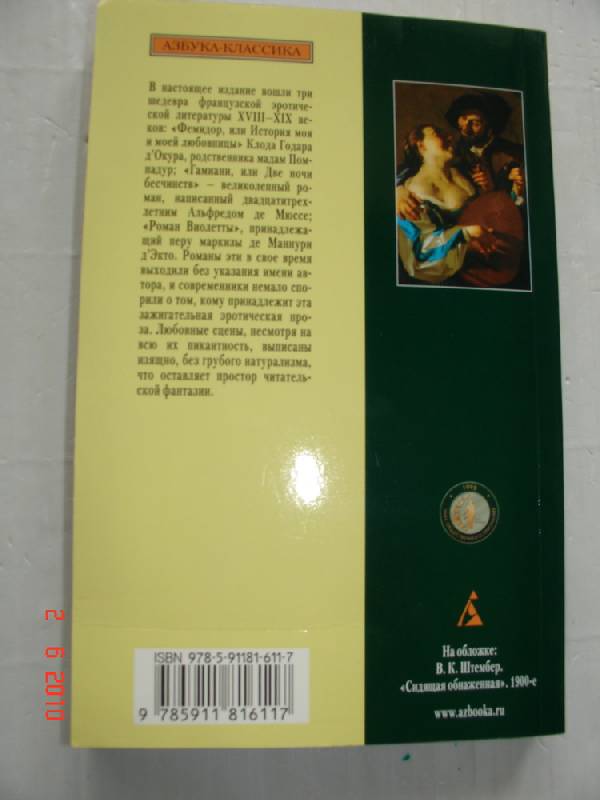 АЗБУКА-КЛАССИКА
В настоящее издание вошли три
шедевра французской эротиче-
ской литературы XVIII–XIX ве-
ков: «Фемидор, или История моя
и моей любовницы» Клода Годара
д’Окура, родственника мадам Пом-
падур; «Гамиани, или Две ночи
бесчинств» – великолепный ро-
ман, написанный двадцатитрех-
летним Альфредом де Мюссе;
«Роман Виолетты», принадлежа-
щий перу маркизы де Маннури
д’Экто. Романы эти в свое время
выходили без указания имени ав-
тора, и современники немало спо-
рили о том, кому принадлежит эта
зажигательная эротическая про-
за. Любовные сцены, несмотря на
всю их пикантность, выписаны
изящно, без грубого натурализма,
что оставляет простор читатель-
ской фантазии.
ISBN 978-5-91181-611-7
9 785911 816117
На обложке:
В. К. Штембер.
«Сидящая обнаженная». 1900-е
www.azbooka.ru
2 6 2010